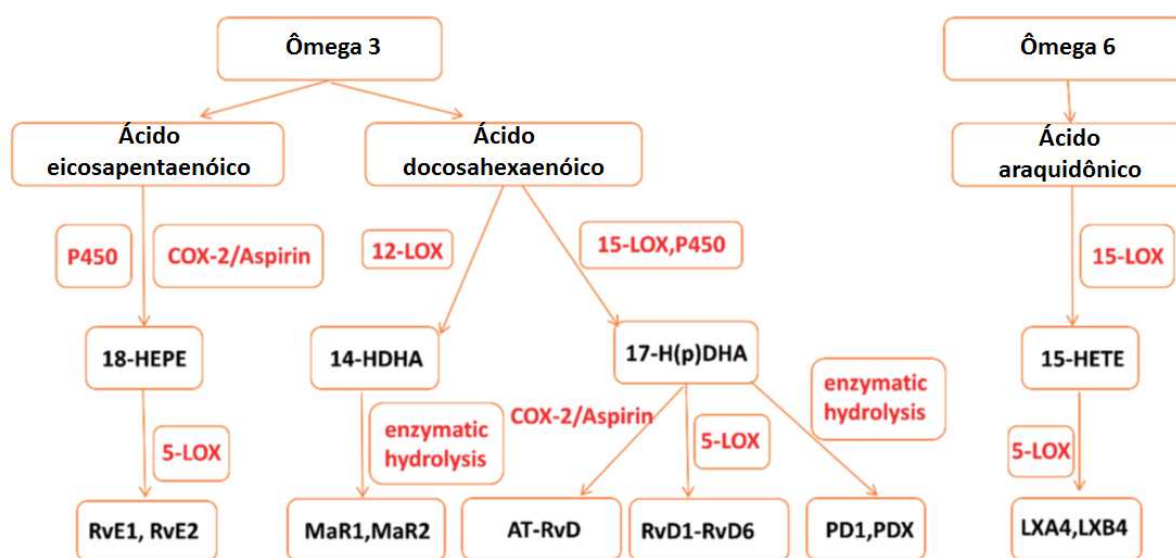 Ômega 3
Ômega 6
Ácido
eicosapentaenóico
Ácido
docosahexaenóico
Ácido
araquidônico
P450
COX-2/Aspirin
12-LOX
15-LOX,P450
15-LOX
18-HEPE
14-HDHA
17-H(p)DHA
15-HETE
5-LOX
enzymatic
hydrolysis
COX-2/Aspirin
5-LOX
enzymatic
hydrolysis
5-LOX
RvE1, RvE2
MaR1,MaR2
AT-RvD
RvD1-RvD6
PD1,PDX
LXA4,LXB4